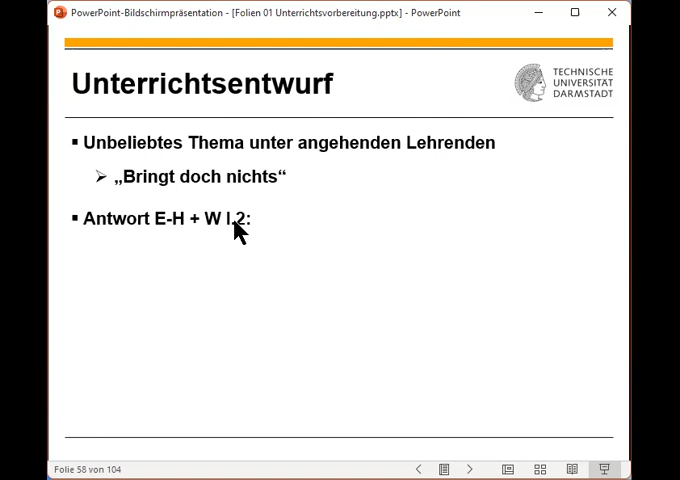 PowerPoint-Bildschirmpräsentation - [Folien 01 Unterrichtsvorbereitung.pptx] - PowerPoint
Unterrichtsentwurf
TECHNISCHE
UNIVERSITÄT
DARMSTADT
▪ Unbeliebtes Thema unter angehenden Lehrenden
➢ „Bringt doch nichts“
▪ Antwort E-H + W I.2:
Folie 58 von 104